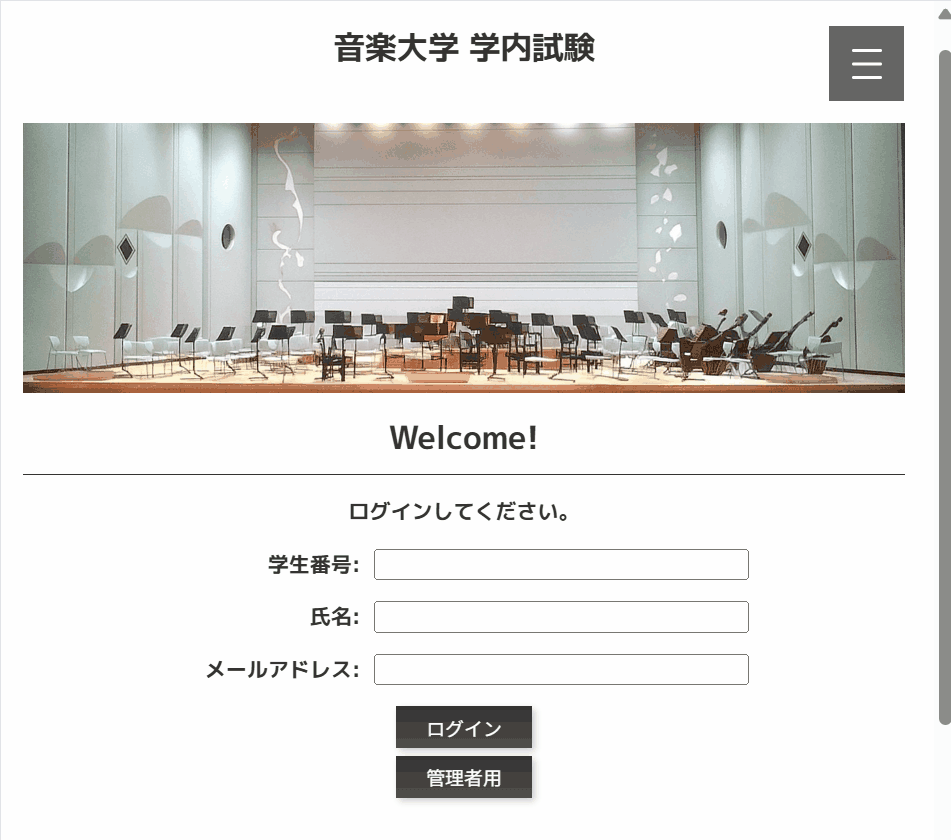 音楽大学 学内試験
Welcome!
ログインしてください。
学生番号:
氏名:
メールアドレス:
ログイン
管理者用